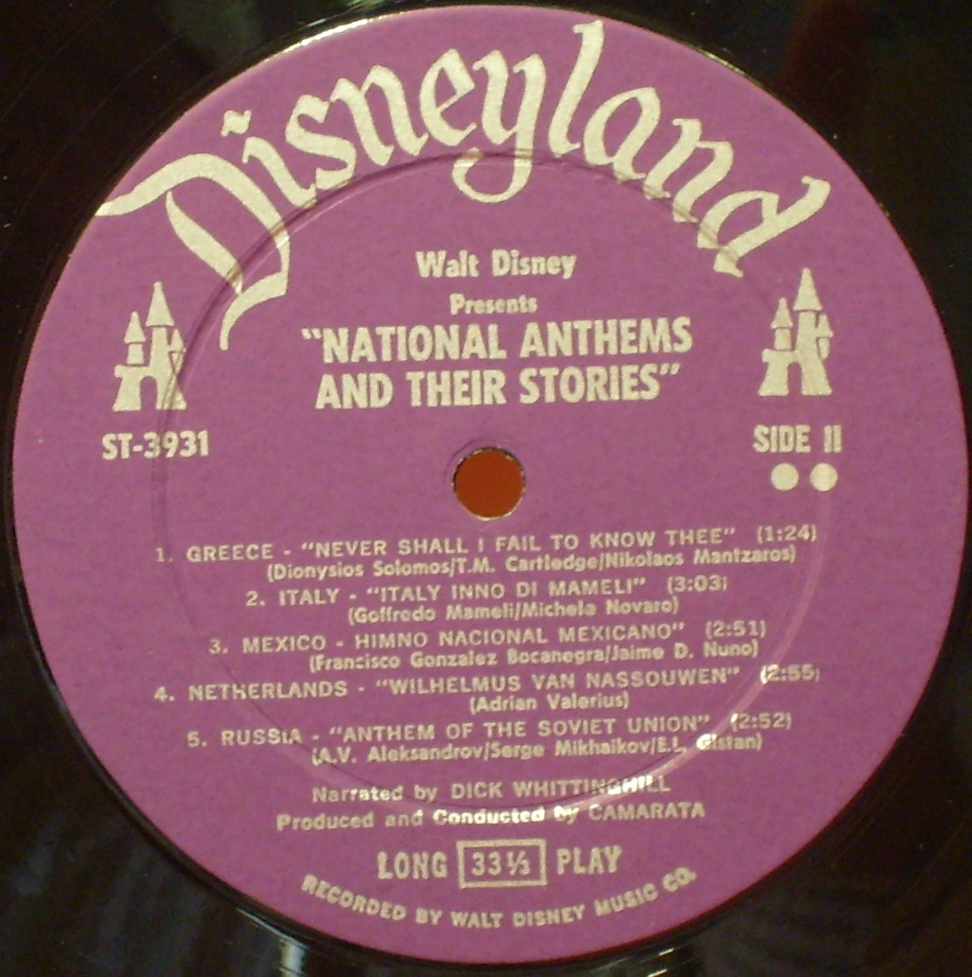 Disneyland
Walt Disney
Presents
"NATIONAL ANTHEMS
AND THEIR STORIES"
ST-3931
SIDE II
1. GREECE - "NEVER SHALL I FAIL TO KNOW THEE" (1:24)
(Dionysios Solomos/T.M. Cartledge/Nikolaos Mantzaros)
2. ITALY - "ITALY INNO DI MAMELI" (3:03)
(Goffredo Mameli/Michele Novaro)
3. MEXICO - HIMNO NACIONAL MEXICANO" (2:51)
(Francisco Gonzalez Bocanegra/Jaime D. Nuno)
4. NETHERLANDS - "WILHELMUS VAN NASSOUWEN" (2:55)
(Adrian Valerius)
5. RUSSIA - "ANTHEM OF THE SOVIET UNION" (2:52)
(A.V. Aleksandrov/Serge Mikhaikov/E.L. Gistan)
Narrated by DICK WHITTINGHILL
Produced and Conducted by CAMARATA
LONG 33⅓ PLAY
RECORDED BY WALT DISNEY MUSIC CO.